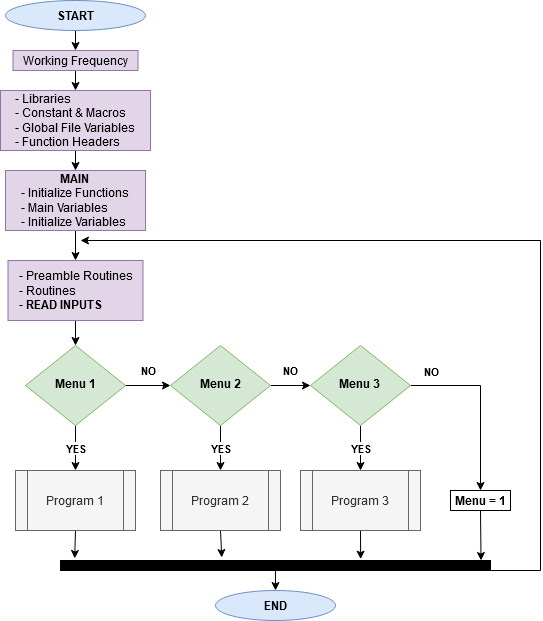 START
Working Frequency
- Libraries
- Constant & Macros
- Global File Variables
- Function Headers
MAIN
- Initialize Functions
- Main Variables
- Initialize Variables
- Preamble Routines
- Routines
- READ INPUTS
Menu 1
NO
Menu 2
NO
Menu 3
NO
YES
YES
YES
Program 1
Program 2
Program 3
Menu = 1
END